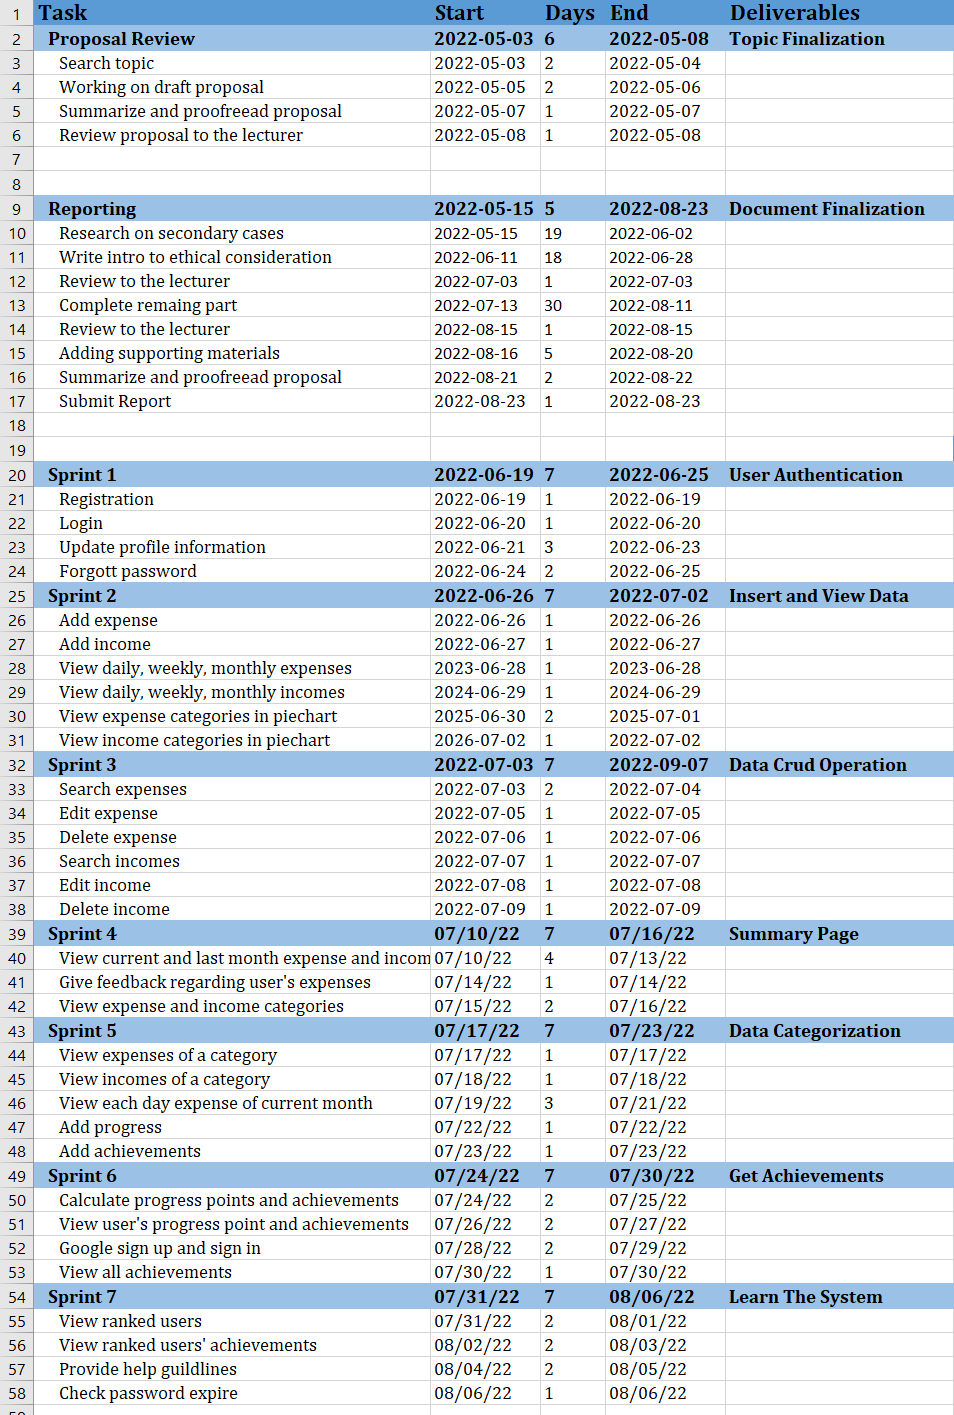 1 Task Start Days End Deliverables
2 Proposal Review 2022-05-03 6 2022-05-08 Topic Finalization
3 Search topic 2022-05-03 2 2022-05-04
4 Working on draft proposal 2022-05-05 2 2022-05-06
5 Summarize and proofreead proposal 2022-05-07 1 2022-05-07
6 Review proposal to the lecturer 2022-05-08 1 2022-05-08
7
8
9 Reporting 2022-05-15 5 2022-08-23 Document Finalization
10 Research on secondary cases 2022-05-15 19 2022-06-02
11 Write intro to ethical consideration 2022-06-11 18 2022-06-28
12 Review to the lecturer 2022-07-03 1 2022-07-03
13 Complete remaing part 2022-07-13 30 2022-08-11
14 Review to the lecturer 2022-08-15 1 2022-08-15
15 Adding supporting materials 2022-08-16 5 2022-08-20
16 Summarize and proofreead proposal 2022-08-21 2 2022-08-22
17 Submit Report 2022-08-23 1 2022-08-23
18
19
20 Sprint 1 2022-06-19 7 2022-06-25 User Authentication
21 Registration 2022-06-19 1 2022-06-19
22 Login 2022-06-20 1 2022-06-20
23 Update profile information 2022-06-21 3 2022-06-23
24 Forgott password 2022-06-24 2 2022-06-25
25 Sprint 2 2022-06-26 7 2022-07-02 Insert and View Data
26 Add expense 2022-06-26 1 2022-06-26
27 Add income 2022-06-27 1 2022-06-27
28 View daily, weekly, monthly expenses 2023-06-28 1 2023-06-28
29 View daily, weekly, monthly incomes 2024-06-29 1 2024-06-29
30 View expense categories in piechart 2025-06-30 2 2025-07-01
31 View income categories in piechart 2026-07-02 1 2022-07-02
32 Sprint 3 2022-07-03 7 2022-09-07 Data Crud Operation
33 Search expenses 2022-07-03 2 2022-07-04
34 Edit expense 2022-07-05 1 2022-07-05
35 Delete expense 2022-07-06 1 2022-07-06
36 Search incomes 2022-07-07 1 2022-07-07
37 Edit income 2022-07-08 1 2022-07-08
38 Delete income 2022-07-09 1 2022-07-09
39 Sprint 4 07/10/22 7 07/16/22 Summary Page
40 View current and last month expense and incom 07/10/22 4 07/13/22
41 Give feedback regarding user's expenses 07/14/22 1 07/14/22
42 View expense and income categories 07/15/22 2 07/16/22
43 Sprint 5 07/17/22 7 07/23/22 Data Categorization
44 View expenses of a category 07/17/22 1 07/17/22
45 View incomes of a category 07/18/22 1 07/18/22
46 View each day expense of current month 07/19/22 3 07/21/22
47 Add progress 07/22/22 1 07/22/22
48 Add achievements 07/23/22 1 07/23/22
49 Sprint 6 07/24/22 7 07/30/22 Get Achievements
50 Calculate progress points and achievements 07/24/22 2 07/25/22
51 View user's progress point and achievements 07/26/22 2 07/27/22
52 Google sign up and sign in 07/28/22 2 07/29/22
53 View all achievements 07/30/22 1 07/30/22
54 Sprint 7 07/31/22 7 08/06/22 Learn The System
55 View ranked users 07/31/22 2 08/01/22
56 View ranked users' achievements 08/02/22 2 08/03/22
57 Provide help guildlines 08/04/22 2 08/05/22
58 Check password expire 08/06/22 1 08/06/22